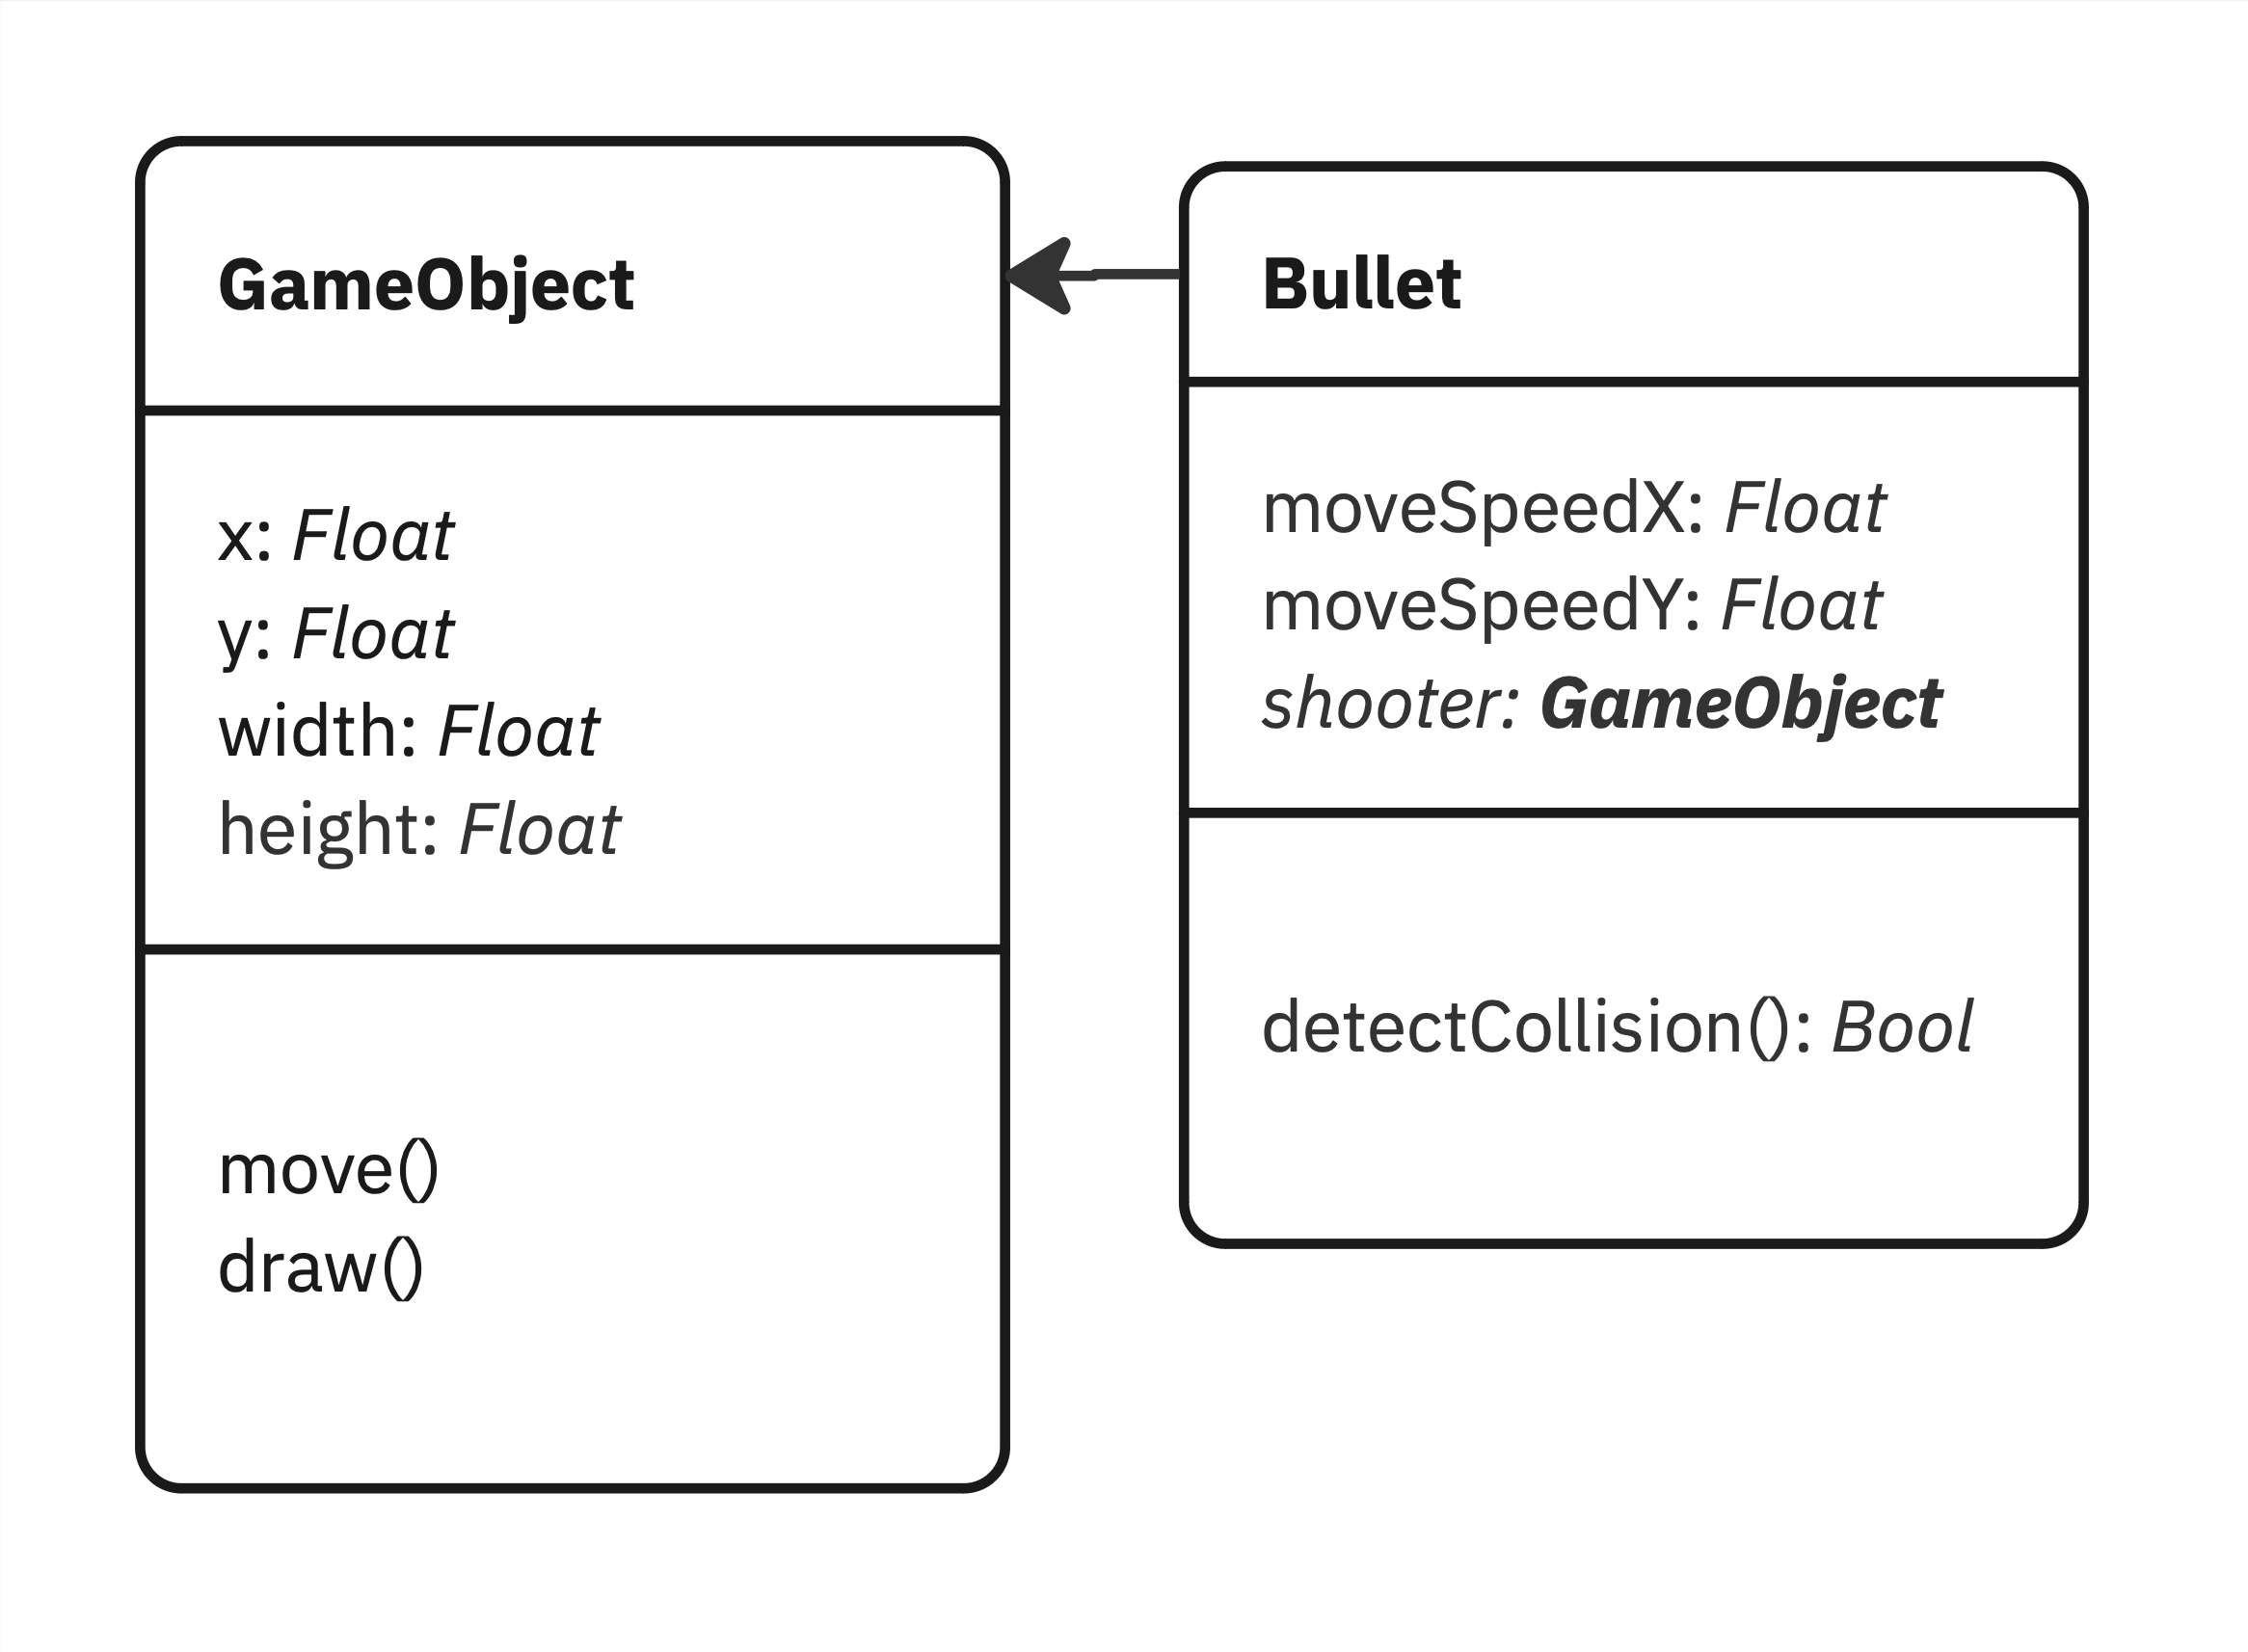 GameObject
x: Float
y: Float
width: Float
height: Float
move()
draw()
Bullet
moveSpeedX: Float
moveSpeedY: Float
shooter: GameObject
detectCollision(): Bool